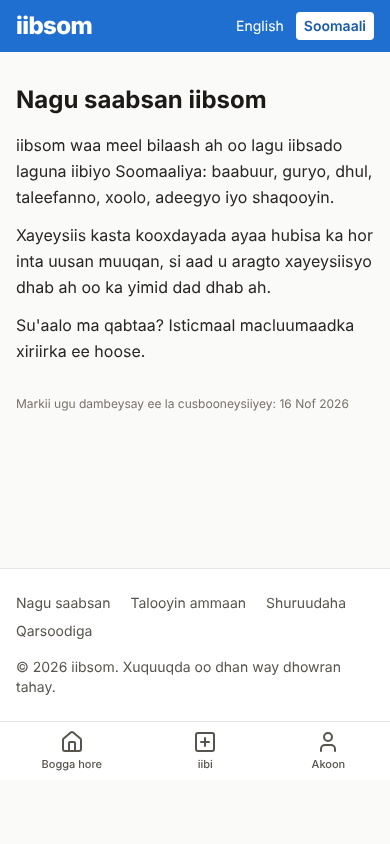 iibsom
English
Soomaali
Nagu saabsan iibsom
iibsom waa meel bilaash ah oo lagu iibsado
laguna iibiyo Soomaaliya: baabuur, guryo, dhul,
taleefanno, xoolo, adeegyo iyo shaqooyin.
Xayeysiis kasta kooxdayada ayaa hubisa ka hor
inta uusan muuqan, si aad u aragto xayeysiisyo
dhab ah oo ka yimid dad dhab ah.
Su'aalo ma qabtaa? Isticmaal macluumaadka
xiriirka ee hoose.
Markii ugu dambeysay ee la cusbooneysiiyey: 16 Nof 2026
Nagu saabsan
Talooyin ammaan
Shuruudaha
Qarsoodiga
© 2026 iibsom. Xuquuqda oo dhan way dhowran
tahay.
Bogga hore
iibi
Akoon